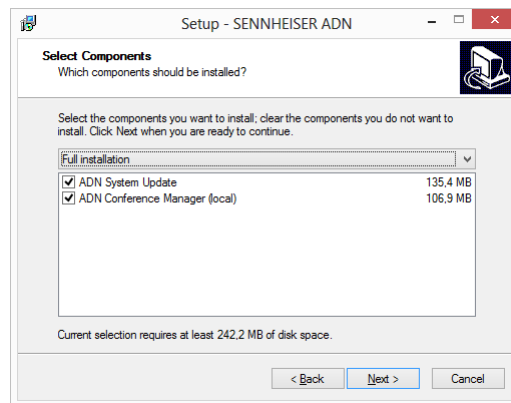 Setup - SENNHEISER ADN
Select Components
Which components should be installed?
Select the components you want to install; clear the components you do not want to
install. Click Next when you are ready to continue.
Full installation
ADN System Update 135,4 MB
ADN Conference Manager (local) 106,9 MB
Current selection requires at least 242,2 MB of disk space.
< Back Next > Cancel